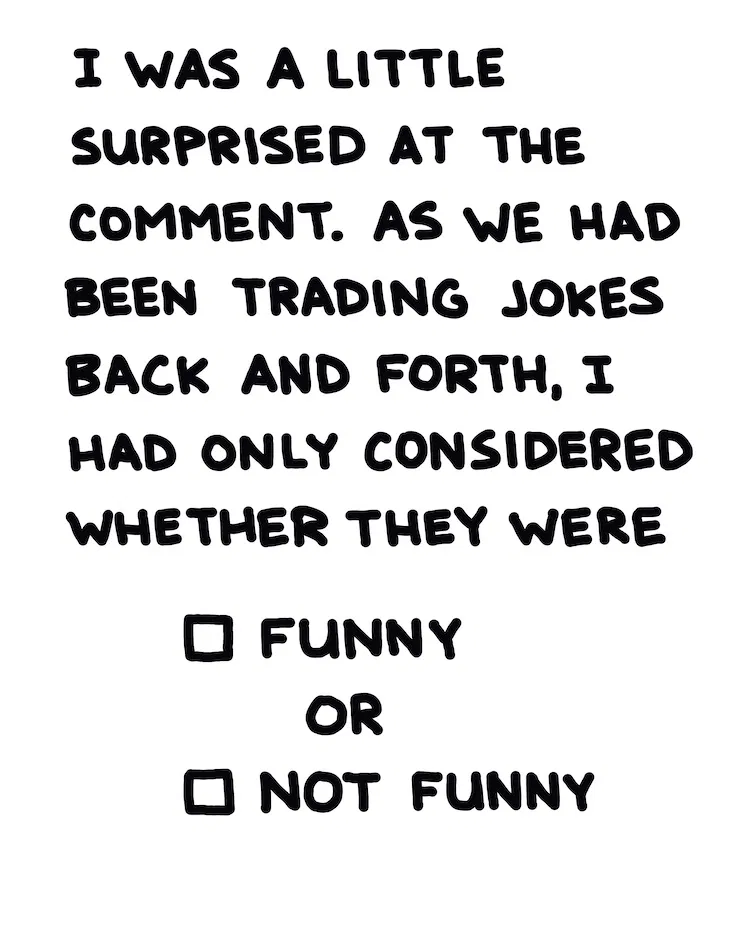 I WAS A LITTLE
SURPRISED AT THE
COMMENT. AS WE HAD
BEEN TRADING JOKES
BACK AND FORTH, I
HAD ONLY CONSIDERED
WHETHER THEY WERE
☐ FUNNY
OR
☐ NOT FUNNY